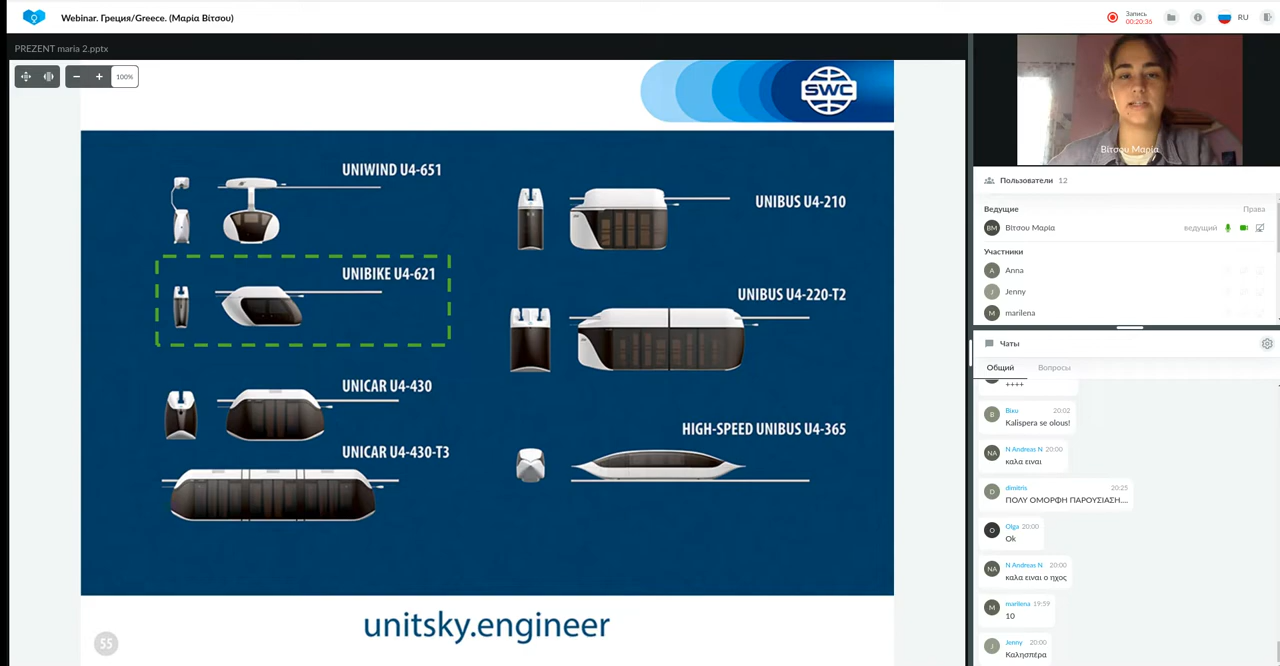 Webinar. Греция/Greece. (Μαρία Βίτσου)
Запись
00:20:36
RU
PREZENT maria 2.pptx
100%
SWC
UNIWIND U4-651
UNIBIKE U4-621
UNICAR U4-430
UNICAR U4-430-T3
UNIBUS U4-210
UNIBUS U4-220-T2
HIGH-SPEED UNIBUS U4-365
unitsky.engineer
55
Βίτσου Μαρία
Пользователи 12
Ведущие
Права
ΒΜ
Βίτσου Μαρία
ведущий
Участники
A
Anna
J
Jenny
M
marilena
Чаты
Общий
Вопросы
++++
В
Віхи 20:02
Kalispera se olous!
NA
N Andreas N 20:00
καλα ειναι
D
dimitris 20:25
ΠΟΛΥ ΟΜΟΡΦΗ ΠΑΡΟΥΣΙΑΣΗ....
O
Olga 20:00
Ok
NA
N Andreas N 20:00
καλα ειναι ο ηχος
M
marilena 19:59
10
J
Jenny 20:00
Καλησπέρα